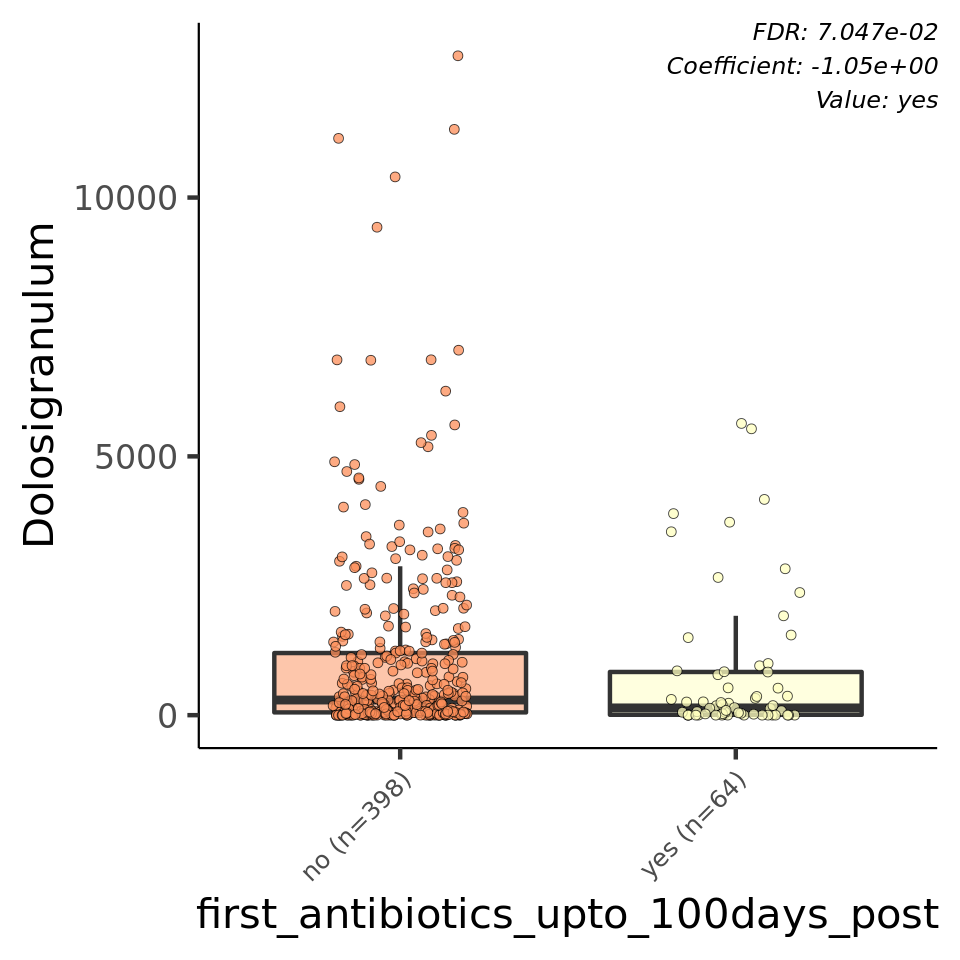 FDR: 7.047e-02
Coefficient: -1.05e+00
Value: yes
Dolosigranulum
10000
5000
0
no (n=398)
yes (n=64)
first_antibiotics_upto_100days_post